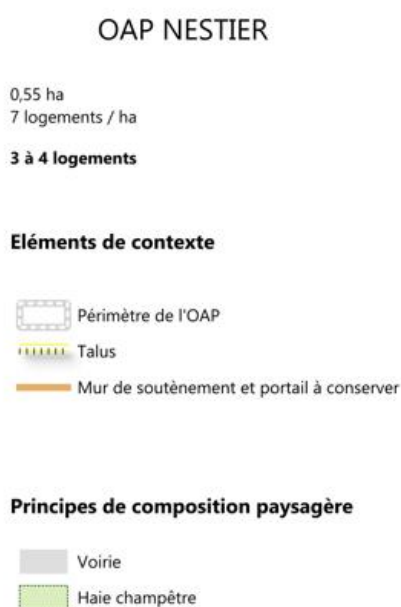 OAP NESTIER
0,55 ha
7 logements / ha
3 à 4 logements
Eléments de contexte
Périmètre de l'OAP
Talus
Mur de soutènement et portail à conserver
Principes de composition paysagère
Voirie
Haie champêtre